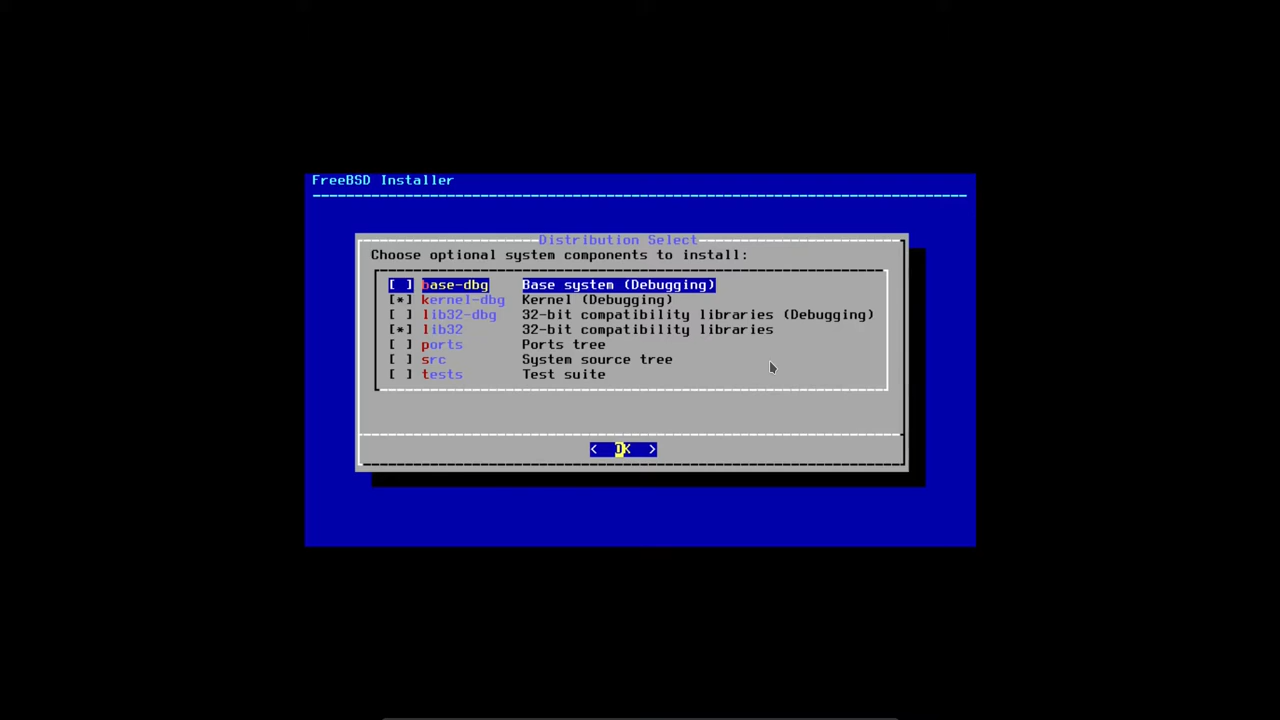 FreeBSD Installer
Distribution Select
Choose optional system components to install:
[ ] base-dbg Base system (Debugging)
[*] kernel-dbg Kernel (Debugging)
[ ] lib32-dbg 32-bit compatibility libraries (Debugging)
[*] lib32 32-bit compatibility libraries
[ ] ports Ports tree
[ ] src System source tree
[ ] tests Test suite
< OK >